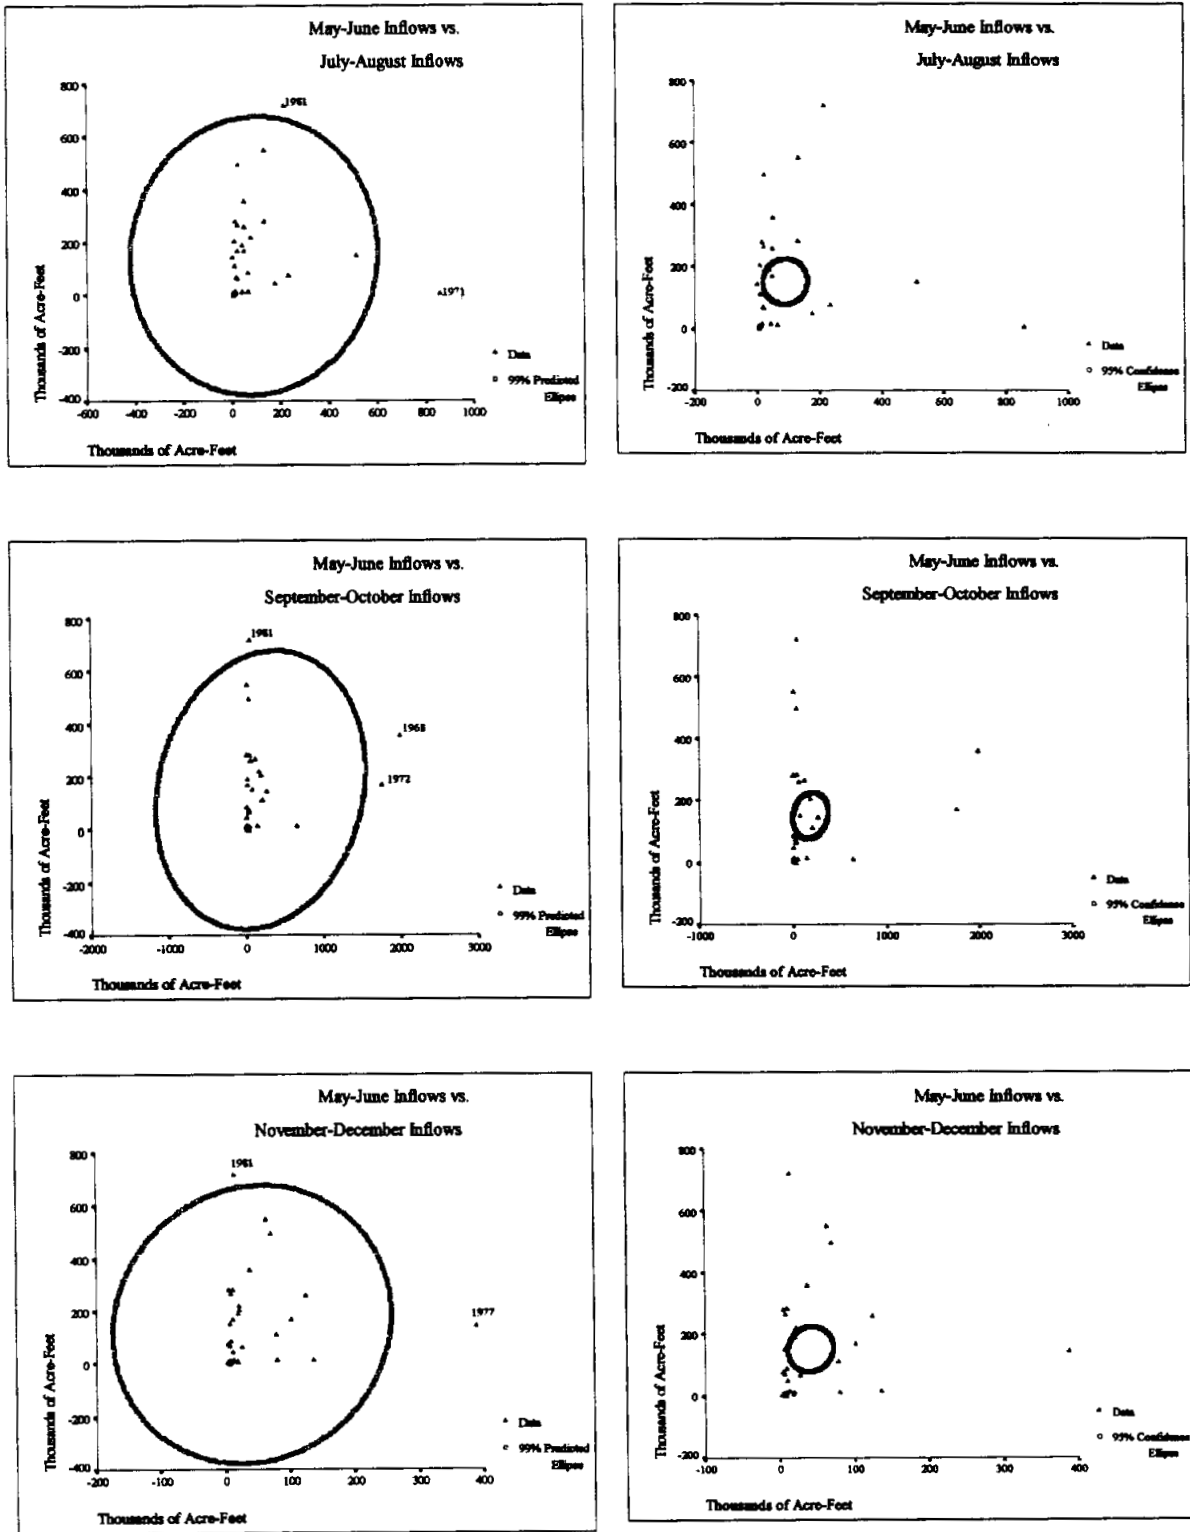 May-June Inflows vs.
July-August Inflows
800
600
400
200
0
-200
-400
1981
1971
Thousands of Acre-Feet
Data
99% Predicted
Ellipse
-600
-400
-200
0
200
400
600
800
1000
Thousands of Acre-Feet
May-June Inflows vs.
July-August Inflows
800
600
400
200
0
-200
Thousands of Acre-Feet
Data
95% Confidence
Ellipse
-200
0
200
400
600
800
1000
Thousands of Acre-Feet
May-June Inflows vs.
September-October Inflows
800
600
400
200
0
-200
-400
1981
1968
1972
Thousands of Acre-Feet
Data
99% Predicted
Ellipse
-2000
-1000
0
1000
2000
3000
Thousands of Acre-Feet
May-June Inflows vs.
September-October Inflows
800
600
400
200
0
-200
Thousands of Acre-Feet
Data
95% Confidence
Ellipse
-1000
0
1000
2000
3000
Thousands of Acre-Feet
May-June Inflows vs.
November-December Inflows
800
600
400
200
0
-200
-400
1981
1977
Thousands of Acre-Feet
Data
99% Predicted
Ellipse
-200
-100
0
100
200
300
400
Thousands of Acre-Feet
May-June Inflows vs.
November-December Inflows
800
600
400
200
0
-200
Thousands of Acre-Feet
Data
95% Confidence
Ellipse
-100
0
100
200
300
400
Thousands of Acre-Feet